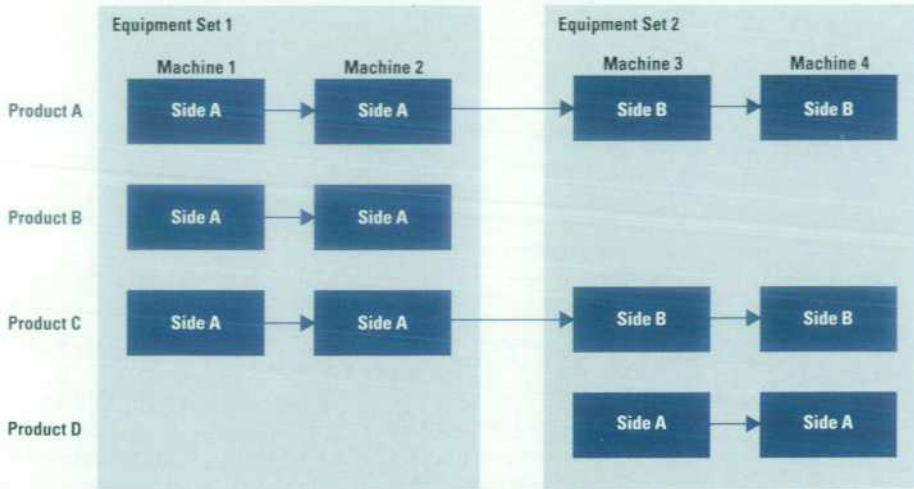 Equipment Set 1 Equipment Set 2
Machine 1 Machine 2 Machine 3 Machine 4
Product A Side A Side A Side B Side B
Product B Side A Side A
Product C Side A Side A Side B Side B
Product D Side A Side A